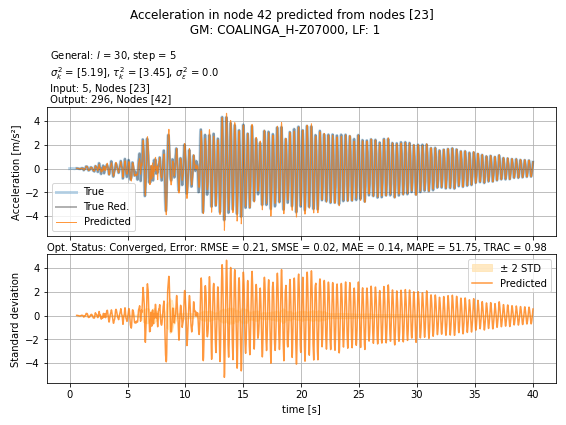 Acceleration in node 42 predicted from nodes [23]
GM: COALINGA_H-Z07000, LF: 1
General: l = 30, step = 5
σ²ₖ = [5.19], τ²ₖ = [3.45], σ²ε = 0.0
Input: 5, Nodes [23]
Output: 296, Nodes [42]
Acceleration [m/s²]
4
2
0
−2
−4
True
True Red.
Predicted
Opt. Status: Converged, Error: RMSE = 0.21, SMSE = 0.02, MAE = 0.14, MAPE = 51.75, TRAC = 0.98
Standard deviation
4
2
0
−2
−4
± 2 STD
Predicted
0 5 10 15 20 25 30 35 40
time [s]